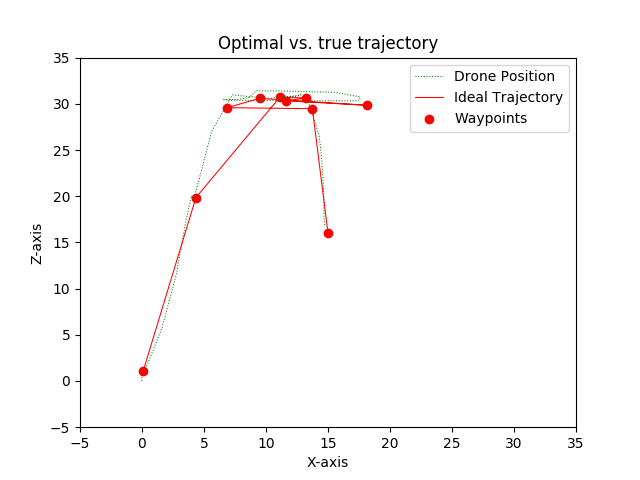 Optimal vs. true trajectory
35
30
25
20
15
10
5
0
−5
Z-axis
Drone Position
Ideal Trajectory
Waypoints
−5 0 5 10 15 20 25 30 35
X-axis